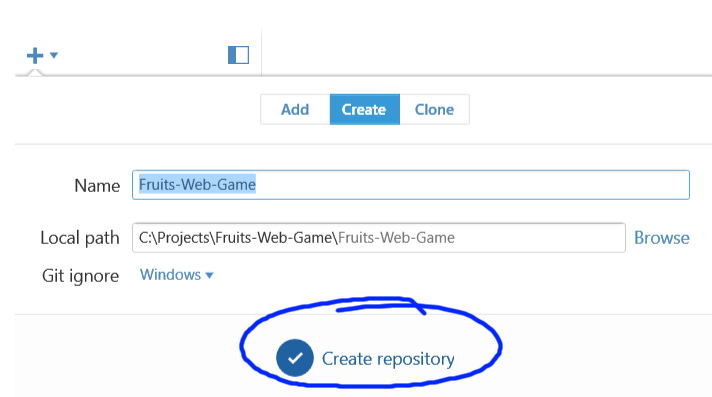 Add Create Clone
Name Fruits-Web-Game
Local path C:\Projects\Fruits-Web-Game\Fruits-Web-Game Browse
Git ignore Windows
Create repository